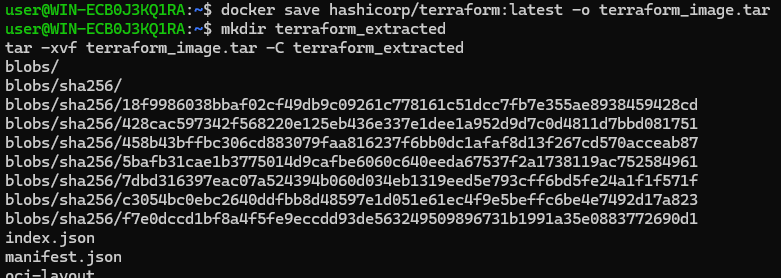 user@WIN-ECB0J3KQ1RA:~$ docker save hashicorp/terraform:latest -o terraform_image.tar
user@WIN-ECB0J3KQ1RA:~$ mkdir terraform_extracted
tar -xvf terraform_image.tar -C terraform_extracted
blobs/
blobs/sha256/
blobs/sha256/18f9986038bbaf02cf49db9c09261c778161c51dcc7fb7e355ae8938459428cd
blobs/sha256/428cac597342f568220e125eb436e337e1dee1a952d9d7c0d4811d7bbd081751
blobs/sha256/458b43bffbc306cd883079faa816237f6bb0dc1afaf8d13f267cd570acceab87
blobs/sha256/5bafb31cae1b3775014d9cafbe6060c640eeda67537f2a1738119ac752584961
blobs/sha256/7dbd316397eac07a524394b060d034eb1319eed5e793cff6bd5fe24a1f1f571f
blobs/sha256/c3054bc0ebc2640ddfbb8d48597e1d051e61ec4f9e5beffc6be4e7492d17a823
blobs/sha256/f7e0dccd1bf8a4f5fe9eccdd93de563249509896731b1991a35e0883772690d1
index.json
manifest.json
oci-layout